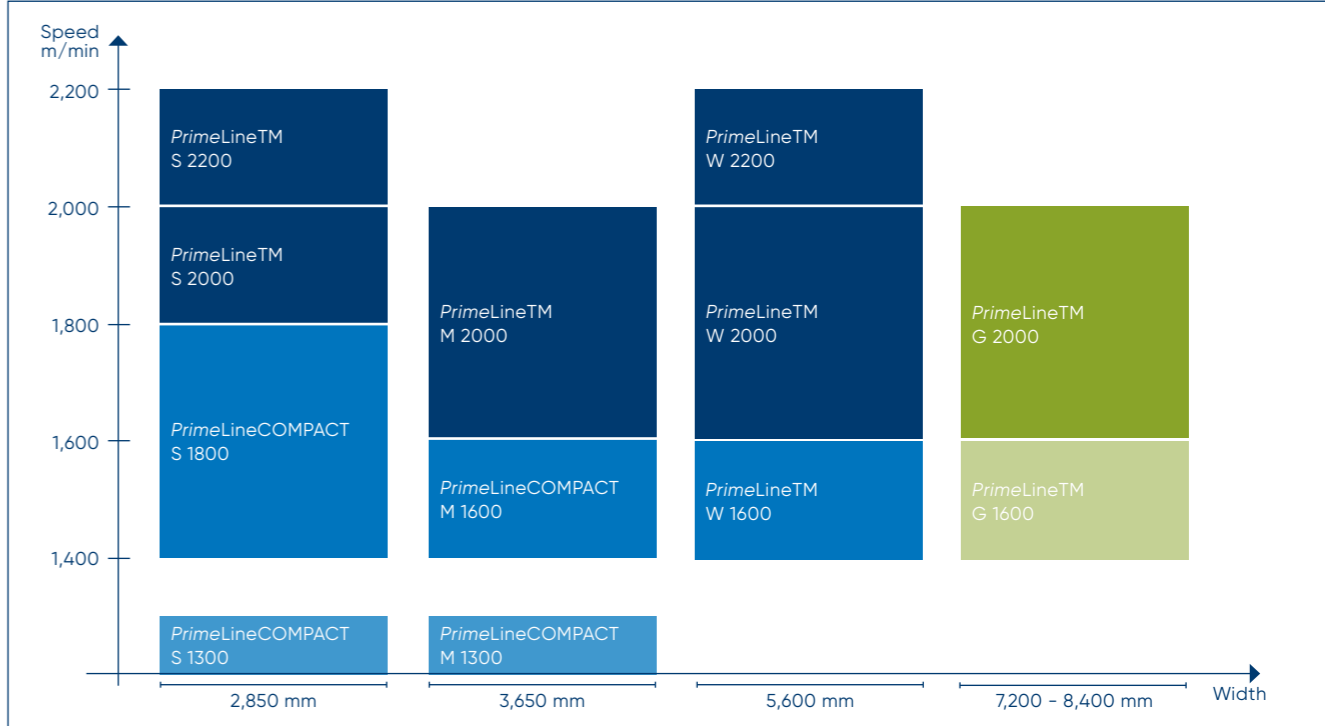 Speed
m/min
2,200
2,000
1,800
1,600
1,400
PrimeLineTM
S 2200
PrimeLineTM
S 2000
PrimeLineCOMPACT
S 1800
PrimeLineCOMPACT
S 1300
PrimeLineTM
M 2000
PrimeLineCOMPACT
M 1600
PrimeLineCOMPACT
M 1300
PrimeLineTM
W 2200
PrimeLineTM
W 2000
PrimeLineTM
W 1600
PrimeLineTM
G 2000
PrimeLineTM
G 1600
2,850 mm
3,650 mm
5,600 mm
7,200 - 8,400 mm
Width